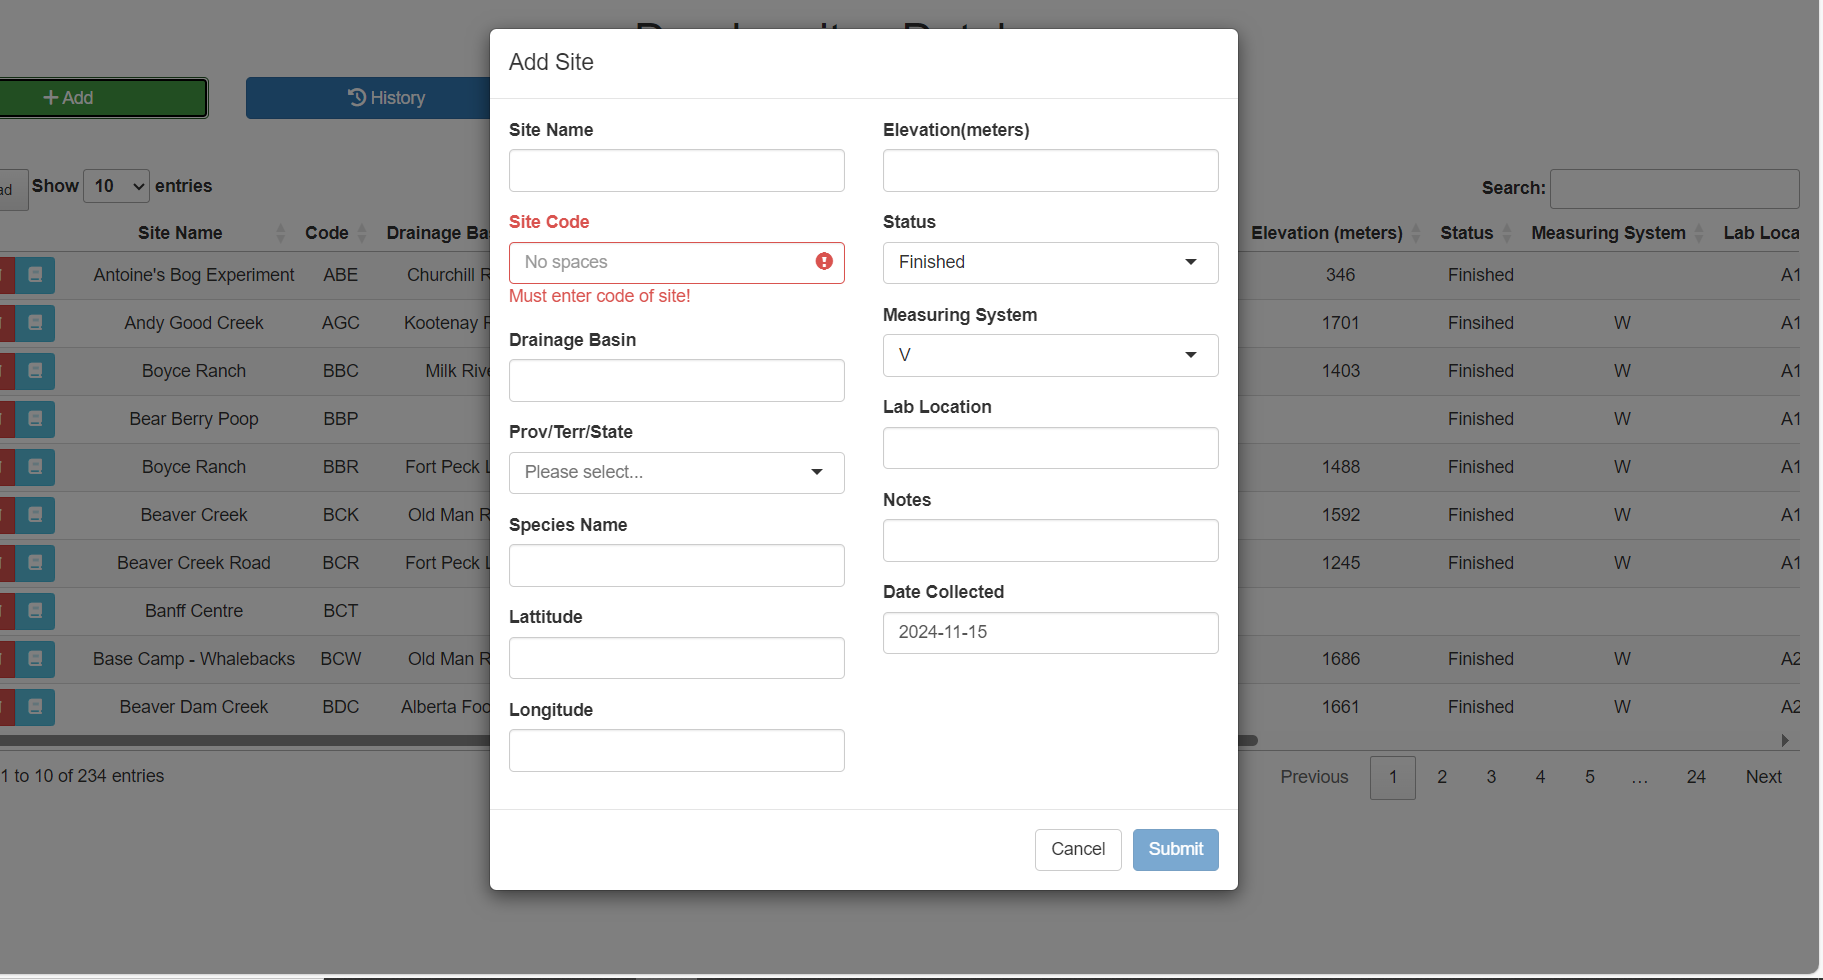 Add Site
Add
History
Show 10 entries
Search:
Site Name Code Drainage Ba Elevation (meters) Status Measuring System Lab Loca
Antoine's Bog Experiment ABE Churchill R 346 Finished A1
Andy Good Creek AGC Kootenay F 1701 Finsihed W A1
Boyce Ranch BBC Milk Rive 1403 Finished W A1
Bear Berry Poop BBP Finished W A1
Boyce Ranch BBR Fort Peck L 1488 Finished W A1
Beaver Creek BCK Old Man R 1592 Finished W A1
Beaver Creek Road BCR Fort Peck L 1245 Finished W A1
Banff Centre BCT
Base Camp - Whalebacks BCW Old Man R 1686 Finished W A2
Beaver Dam Creek BDC Alberta Foo 1661 Finished W A2
1 to 10 of 234 entries
Previous 1 2 3 4 5 … 24 Next
Site Name
Site Code
No spaces
Must enter code of site!
Drainage Basin
Prov/Terr/State
Please select...
Species Name
Lattitude
Longitude
Elevation(meters)
Status
Finished
Measuring System
V
Lab Location
Notes
Date Collected
2024-11-15
Cancel
Submit